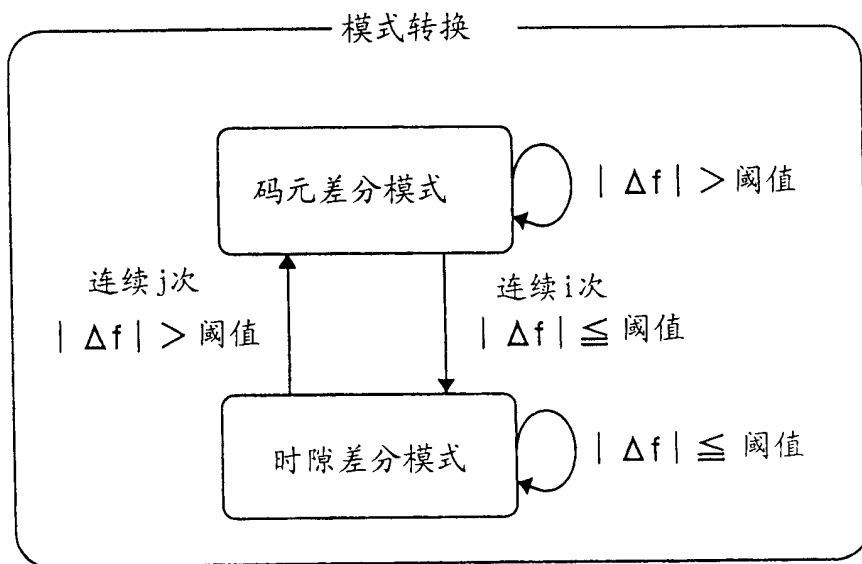 模式转换
码元差分模式
| Δf | > 阈值
连续j次
| Δf | > 阈值
连续i次
| Δf | ≦ 阈值
时隙差分模式
| Δf | ≦ 阈值